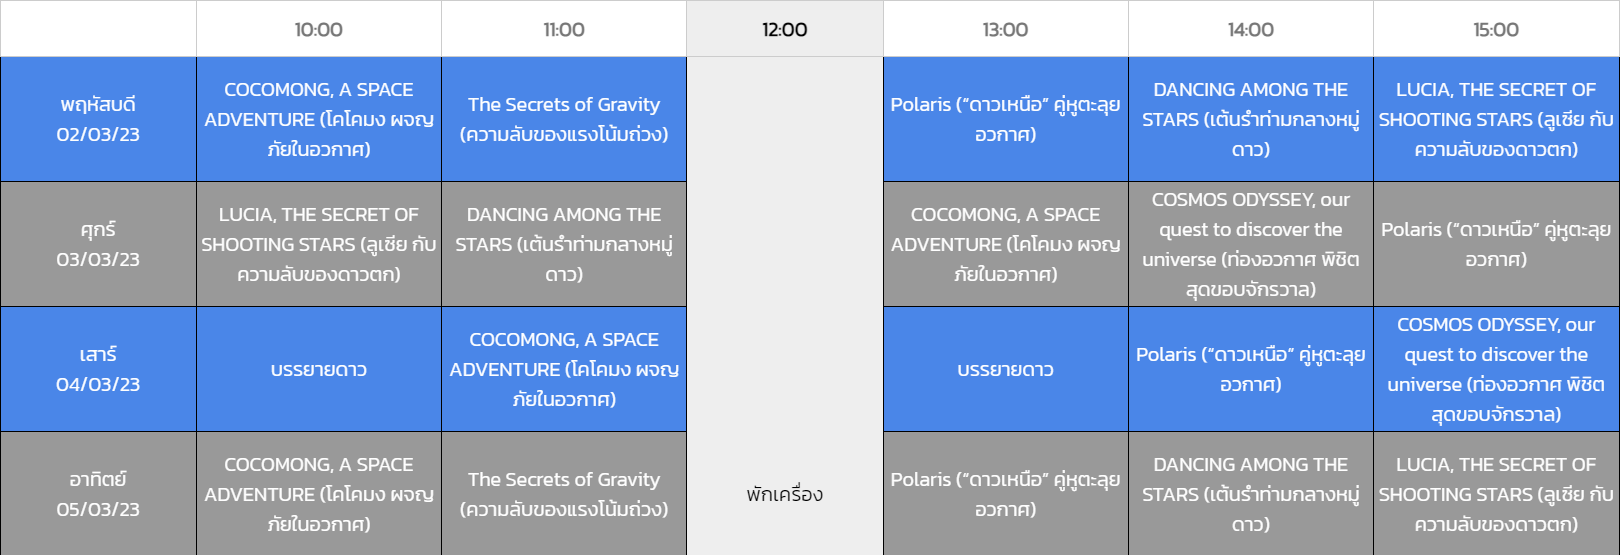 10:00
11:00
12:00
13:00
14:00
15:00
พฤหัสบดี
02/03/23
COCOMONG, A SPACE
ADVENTURE (โคโคมง ผจญ
ภัยในอวกาศ)
The Secrets of Gravity
(ความลับของแรงโน้มถ่วง)
Polaris (“ดาวเหนือ” คู่หูตะลุย
อวกาศ)
DANCING AMONG THE
STARS (เต้นรำท่ามกลางหมู่
ดาว)
LUCIA, THE SECRET OF
SHOOTING STARS (ลูเซีย กับ
ความลับของดาวตก)
ศุกร์
03/03/23
LUCIA, THE SECRET OF
SHOOTING STARS (ลูเซีย กับ
ความลับของดาวตก)
DANCING AMONG THE
STARS (เต้นรำท่ามกลางหมู่
ดาว)
COCOMONG, A SPACE
ADVENTURE (โคโคมง ผจญ
ภัยในอวกาศ)
COSMOS ODYSSEY, our
quest to discover the
universe (ท่องอวกาศ พิชิต
สุดขอบจักรวาล)
Polaris (“ดาวเหนือ” คู่หูตะลุย
อวกาศ)
เสาร์
04/03/23
บรรยายดาว
COCOMONG, A SPACE
ADVENTURE (โคโคมง ผจญ
ภัยในอวกาศ)
บรรยายดาว
Polaris (“ดาวเหนือ” คู่หูตะลุย
อวกาศ)
COSMOS ODYSSEY, our
quest to discover the
universe (ท่องอวกาศ พิชิต
สุดขอบจักรวาล)
อาทิตย์
05/03/23
COCOMONG, A SPACE
ADVENTURE (โคโคมง ผจญ
ภัยในอวกาศ)
The Secrets of Gravity
(ความลับของแรงโน้มถ่วง)
พักเครื่อง
Polaris (“ดาวเหนือ” คู่หูตะลุย
อวกาศ)
DANCING AMONG THE
STARS (เต้นรำท่ามกลางหมู่
ดาว)
LUCIA, THE SECRET OF
SHOOTING STARS (ลูเซีย กับ
ความลับของดาวตก)